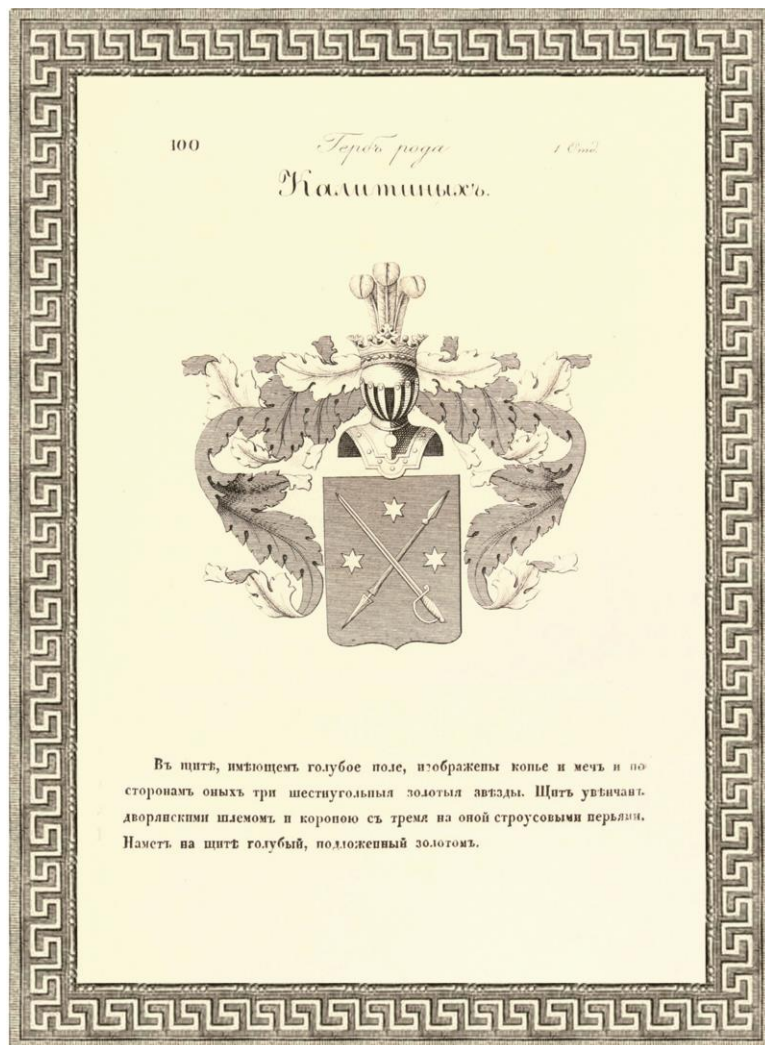 100 Гербъ рода 1 Отд.
Калитиныхъ.
Въ щитѣ, имѣющемъ голубое поле, изображены копье и мечъ и по
сторонамъ оныхъ три шестиугольныя золотыя звѣзды. Щитъ увѣнчанъ
дворянскими шлемомъ и короною съ тремя на оной строусовыми перьями.
Наметъ на щитѣ голубый, подложенный золотомъ.